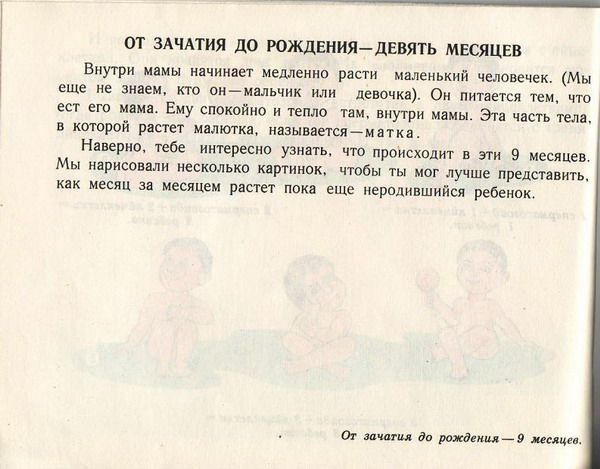 ОТ ЗАЧАТИЯ ДО РОЖДЕНИЯ—ДЕВЯТЬ МЕСЯЦЕВ
Внутри мамы начинает медленно расти маленький человечек. (Мы
еще не знаем, кто он—мальчик или девочка). Он питается тем, что
ест его мама. Ему спокойно и тепло там, внутри мамы. Эта часть тела,
в которой растет малютка, называется—матка.
Наверно, тебе интересно узнать, что происходит в эти 9 месяцев.
Мы нарисовали несколько картинок, чтобы ты мог лучше представить,
как месяц за месяцем растет пока еще неродившийся ребенок.
От зачатия до рождения—9 месяцев.